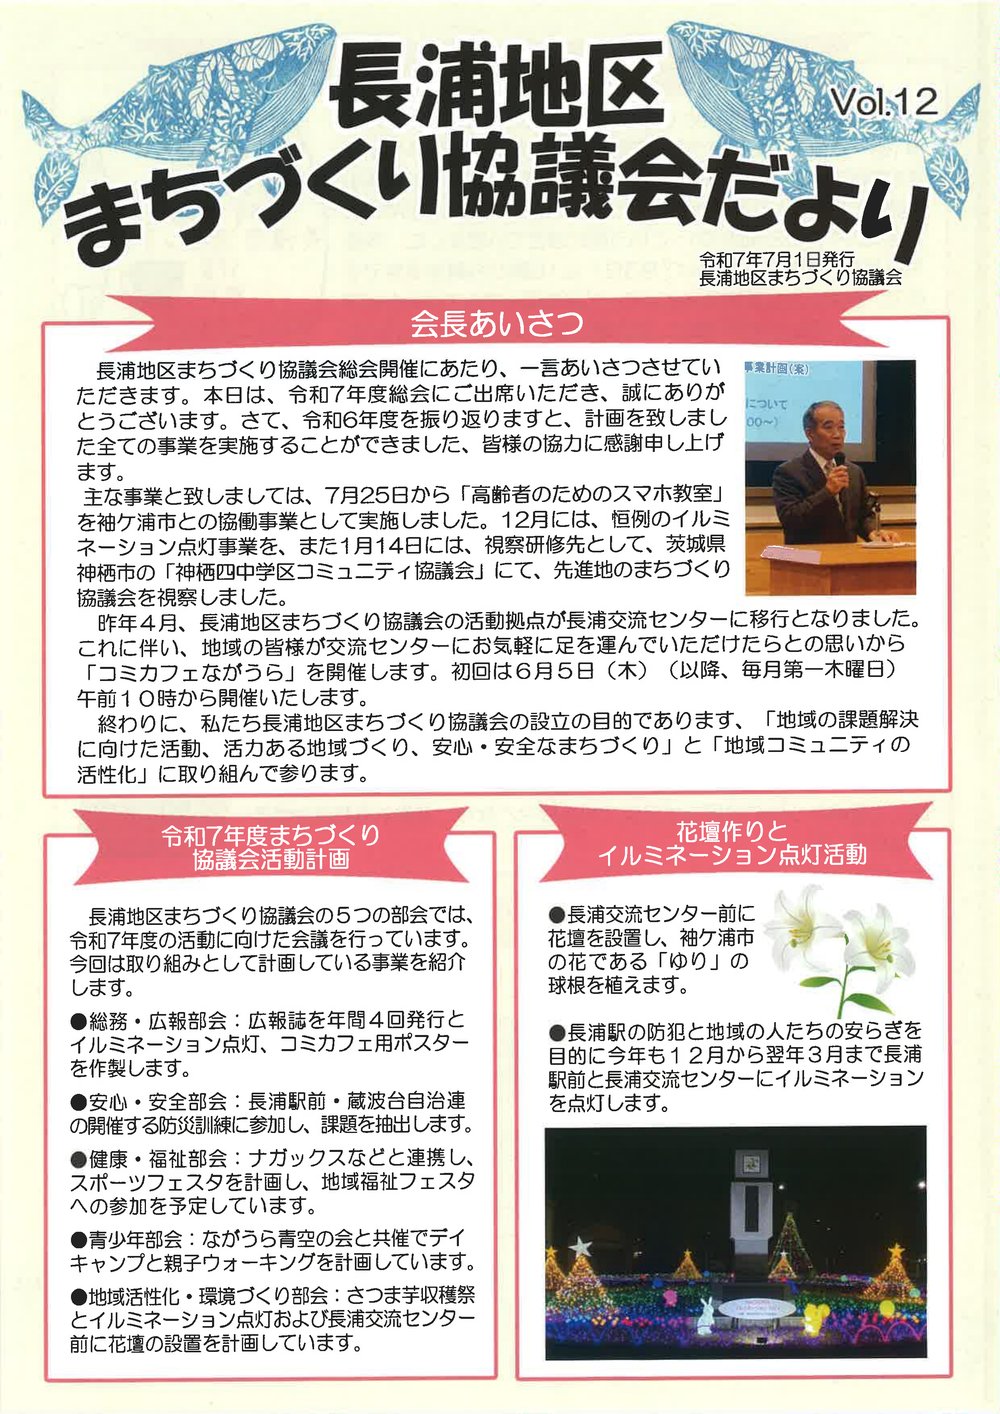 長浦地区
まちづくり協議会だより
Vol.12
令和7年7月1日発行
長浦地区まちづくり協議会
会長あいさつ
長浦地区まちづくり協議会総会開催にあたり、一言あいさつさせてい
ただきます。本日は、令和7年度総会にご出席いただき、誠にありが
とうございます。さて、令和6年度を振り返りますと、計画を致しまし
た全ての事業を実施することができました、皆様の協力に感謝申し上げ
ます。
主な事業と致しましては、7月25日から「高齢者のためのスマホ教室」
を袖ケ浦市との協働事業として実施しました。12月には、恒例のイルミ
ネーション点灯事業を、また1月14日には、視察研修先として、茨城県
神栖市の「神栖四中学区コミュニティ協議会」にて、先進地のまちづくり
協議会を視察しました。
昨年4月、長浦地区まちづくり協議会の活動拠点が長浦交流センターに移行となりました。
これに伴い、地域の皆様が交流センターにお気軽に足を運んでいただけたらとの思いから
「コミカフェながうら」を開催します。初回は6月5日（木）（以降、毎月第一木曜日）
午前10時から開催いたします。
終わりに、私たち長浦地区まちづくり協議会の設立の目的であります、「地域の課題解決
に向けた活動、活力ある地域づくり、安心・安全なまちづくり」と「地域コミュニティの
活性化」に取り組んで参ります。
事業計画(案)
について
00～)
令和7年度まちづくり
協議会活動計画
長浦地区まちづくり協議会の5つの部会では、
令和7年度の活動に向けた会議を行っています。
今回は取り組みとして計画している事業を紹介
します。
●総務・広報部会：広報誌を年間4回発行と
イルミネーション点灯、コミカフェ用ポスター
を作製します。
●安心・安全部会：長浦駅前・蔵波台自治連
の開催する防災訓練に参加し、課題を抽出します。
●健康・福祉部会：ナガックスなどと連携し、
スポーツフェスタを計画し、地域福祉フェスタ
への参加を予定しています。
●青少年部会：ながうら青空の会と共催でデイ
キャンプと親子ウォーキングを計画しています。
●地域活性化・環境づくり部会：さつま芋収穫祭
とイルミネーション点灯および長浦交流センター
前に花壇の設置を計画しています。
花壇作りと
イルミネーション点灯活動
●長浦交流センター前に
花壇を設置し、袖ケ浦市
の花である「ゆり」の
球根を植えます。
●長浦駅の防犯と地域の人たちの安らぎを
目的に今年も12月から翌年3月まで長浦
駅前と長浦交流センターにイルミネーション
を点灯します。